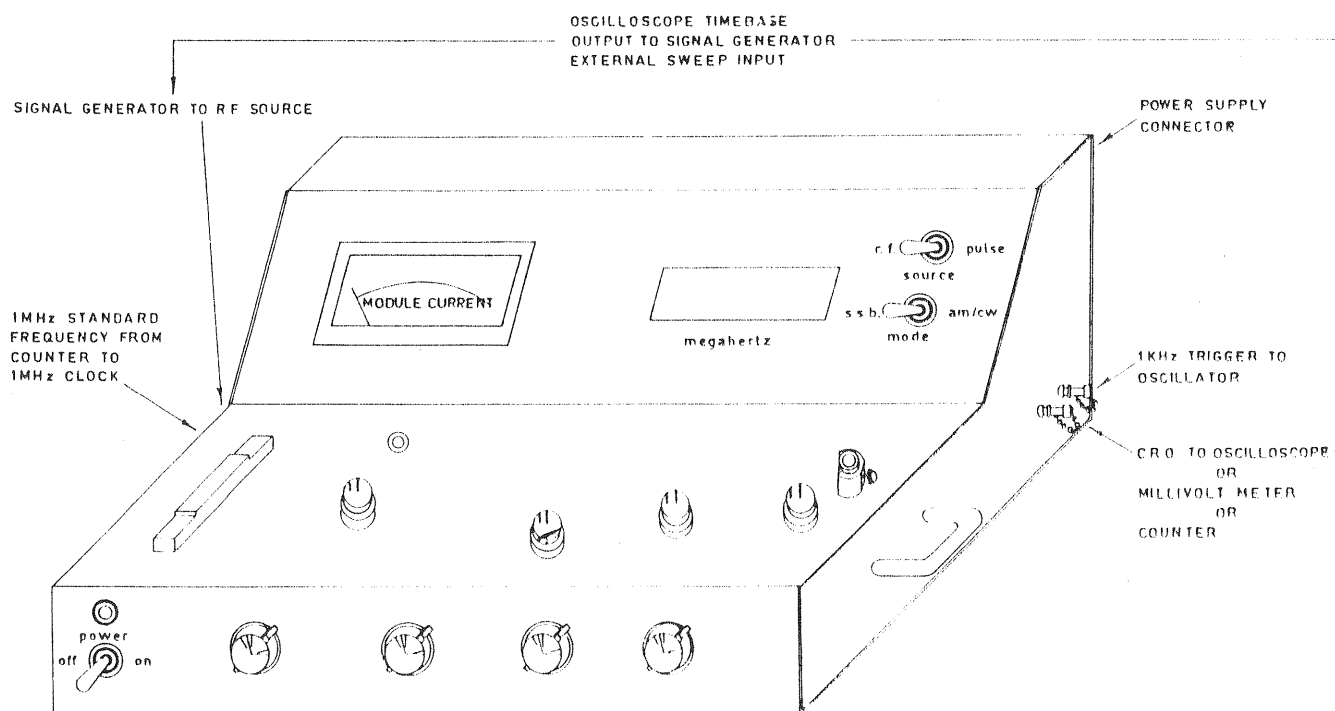 OSCILLOSCOPE TIMEBASE
OUTPUT TO SIGNAL GENERATOR
EXTERNAL SWEEP INPUT
SIGNAL GENERATOR TO RF SOURCE
POWER SUPPLY
CONNECTOR
r.f.
pulse
source
MODULE CURRENT
s.s.b.
am/cw
mode
megahertz
1MHz STANDARD
FREQUENCY FROM
COUNTER TO
1MHz CLOCK
1KHz TRIGGER TO
OSCILLATOR
C.R.O. TO OSCILLOSCOPE
OR
MILLIVOLT METER
OR
COUNTER
power
off
on